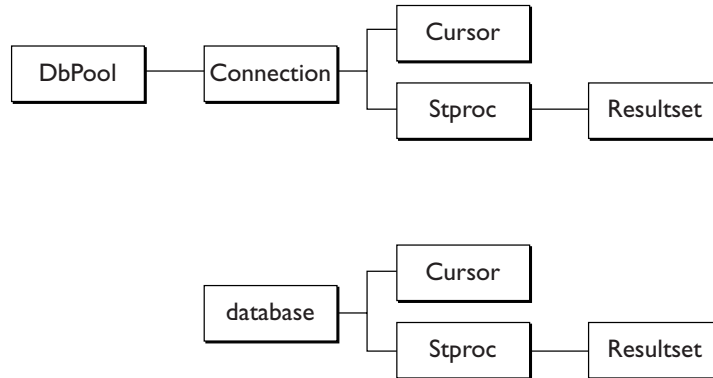 Cursor
DbPool
Connection
Stproc
Resultset
Cursor
database
Stproc
Resultset